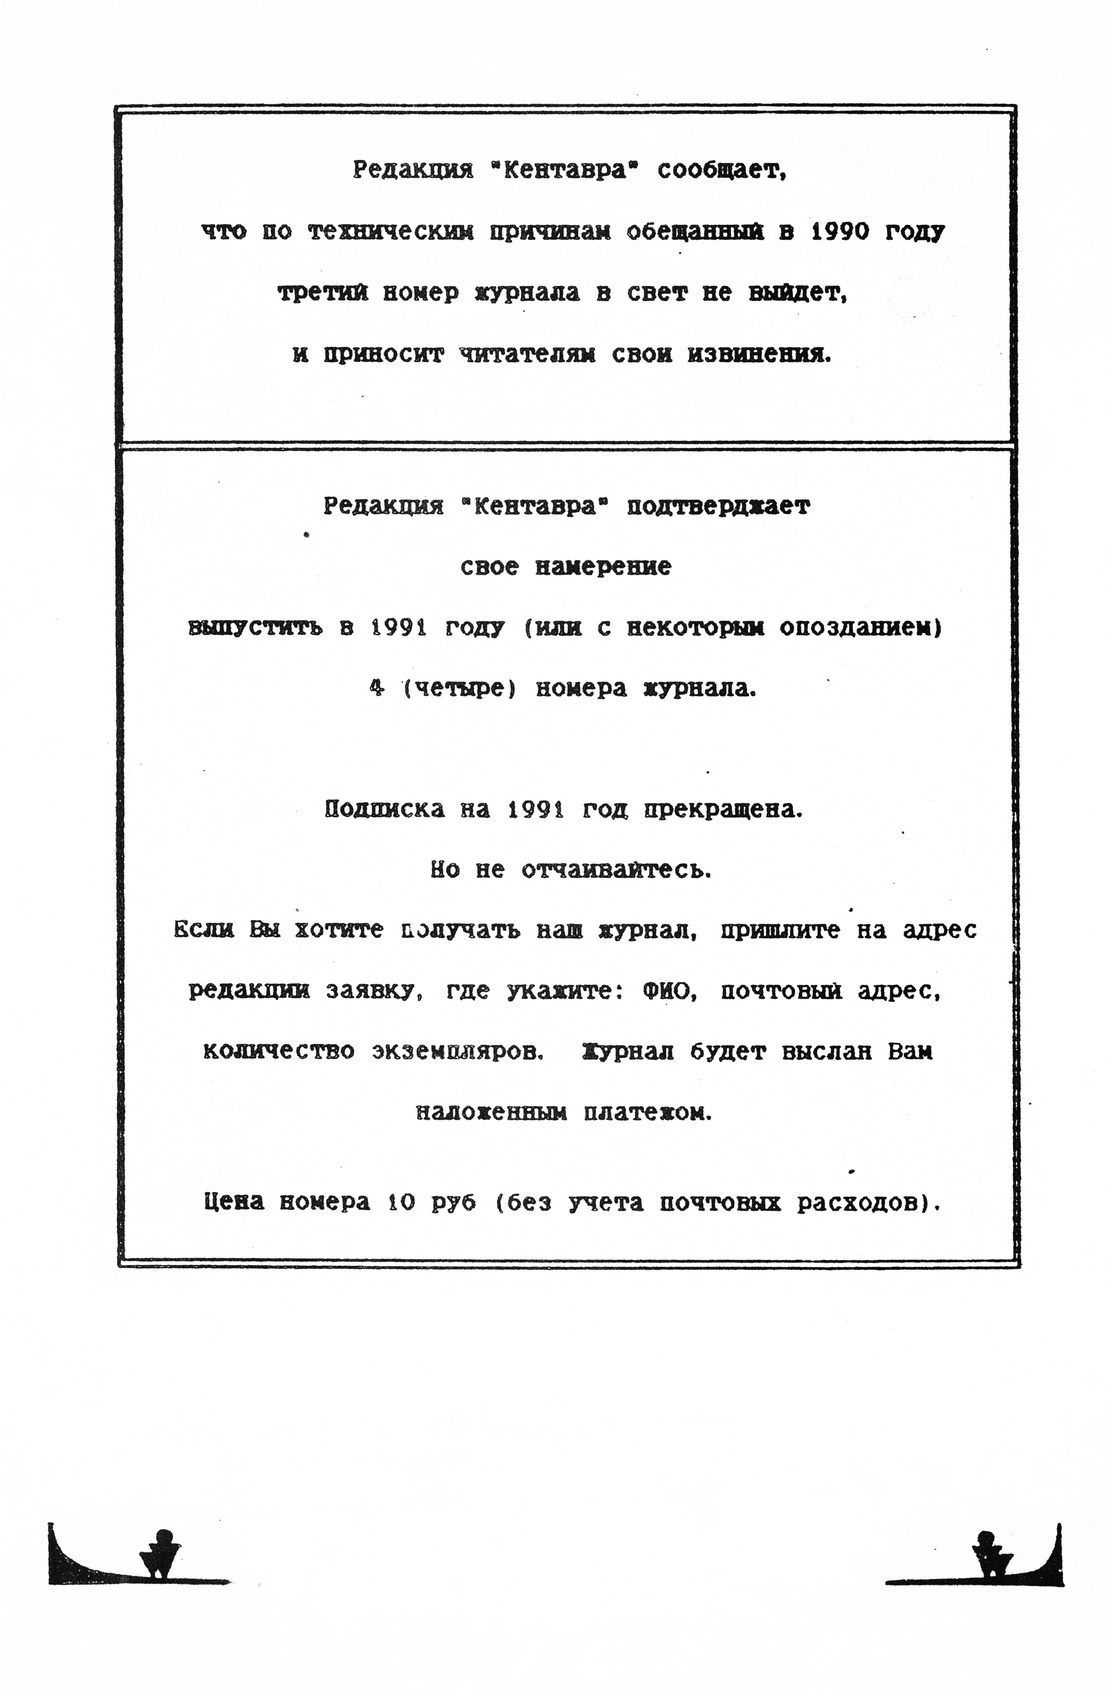 Редакция "Кентавра" сообщает,
что по техническим причинам обещанный в 1990 году
третий номер журнала в свет не выйдет,
и приносит читателям свои извинения.
Редакция "Кентавра" подтверждает
свое намерение
выпустить в 1991 году (или с некоторым опозданием)
4 (четыре) номера журнала.
Подписка на 1991 год прекращена.
Но не отчаивайтесь.
Если Вы хотите получать наш журнал, пришлите на адрес
редакции заявку, где укажите: ФИО, почтовый адрес,
количество экземпляров. Журнал будет выслан Вам
наложенным платежом.
Цена номера 10 руб (без учета почтовых расходов).